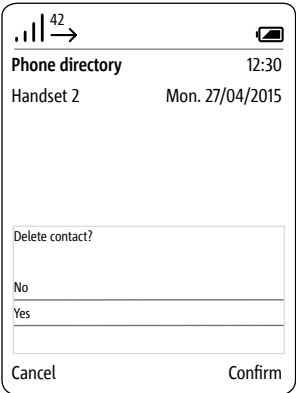 42
Phone directory 12:30
Handset 2 Mon. 27/04/2015
Delete contact?
No
Yes
Cancel Confirm